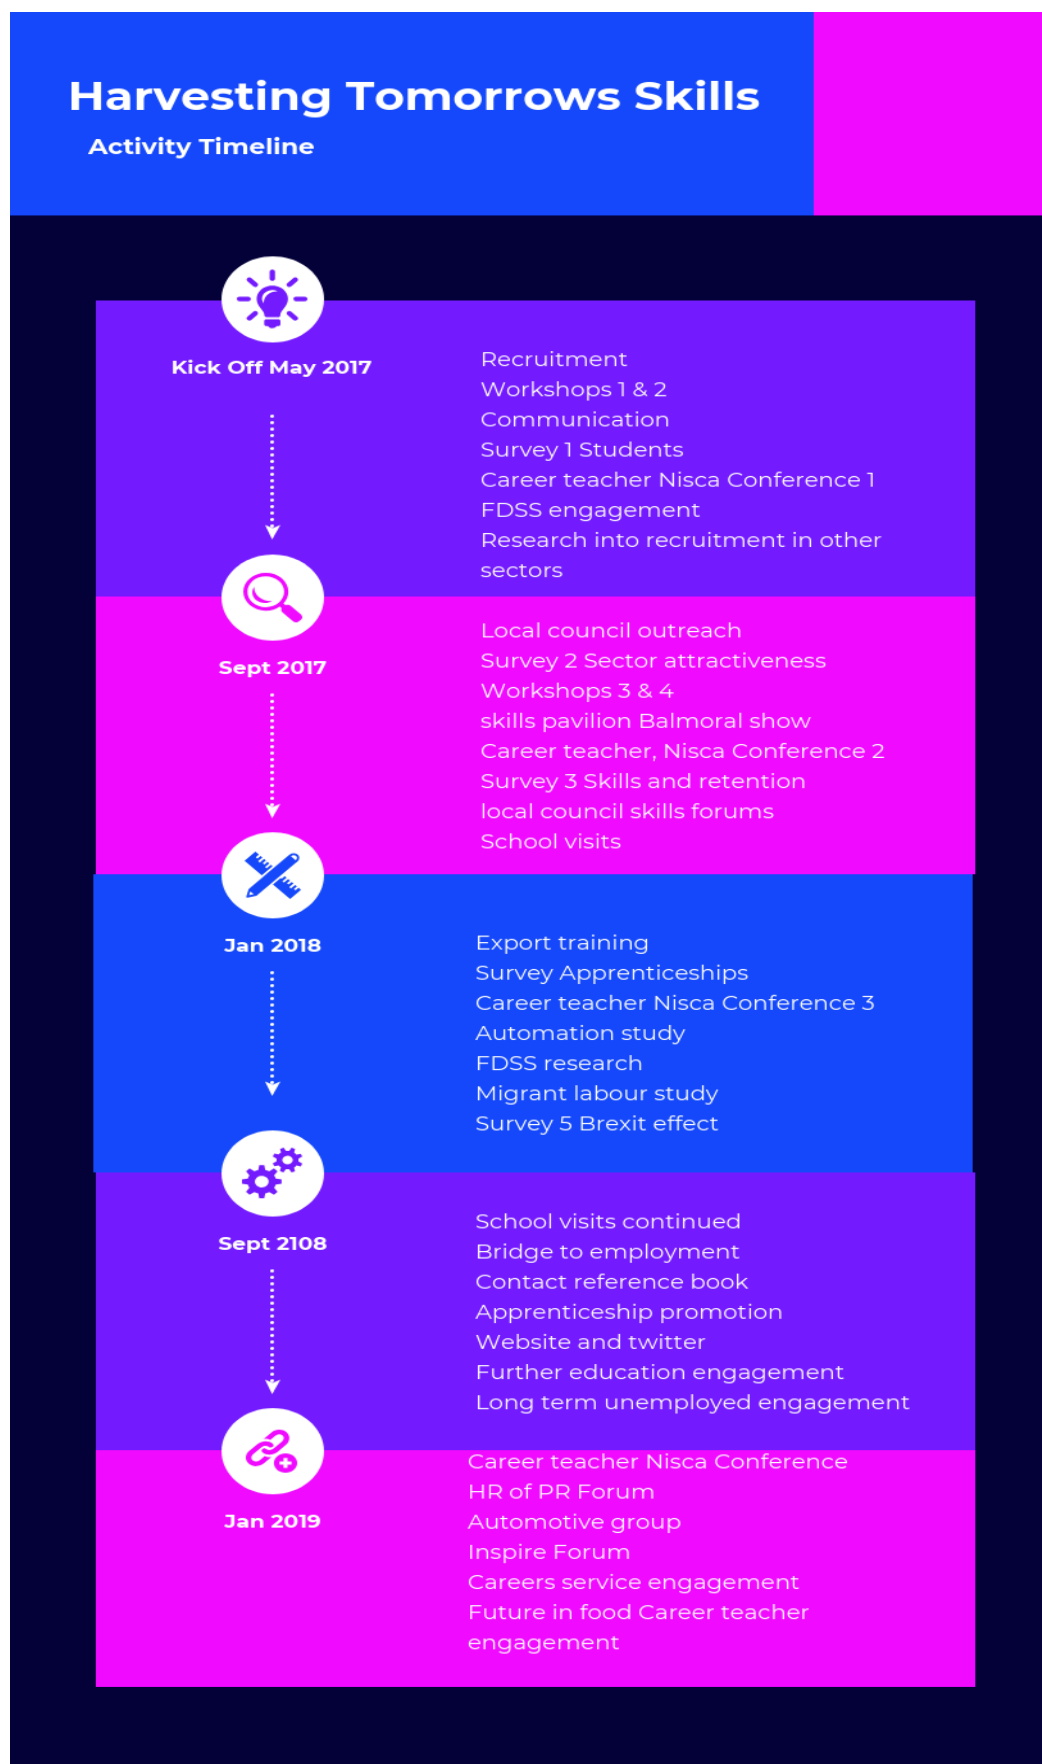 Harvesting Tomorrows Skills
Activity Timeline
Kick Off May 2017
Recruitment
Workshops 1 & 2
Communication
Survey 1 Students
Career teacher Nisca Conference 1
FDSS engagement
Research into recruitment in other
sectors
Sept 2017
Local council outreach
Survey 2 Sector attractiveness
Workshops 3 & 4
skills pavilion Balmoral show
Career teacher, Nisca Conference 2
Survey 3 Skills and retention
local council skills forums
School visits
Jan 2018
Export training
Survey Apprenticeships
Career teacher Nisca Conference 3
Automation study
FDSS research
Migrant labour study
Survey 5 Brexit effect
Sept 2108
School visits continued
Bridge to employment
Contact reference book
Apprenticeship promotion
Website and twitter
Further education engagement
Long term unemployed engagement
Jan 2019
Career teacher Nisca Conference
HR of PR Forum
Automotive group
Inspire Forum
Careers service engagement
Future in food Career teacher
engagement